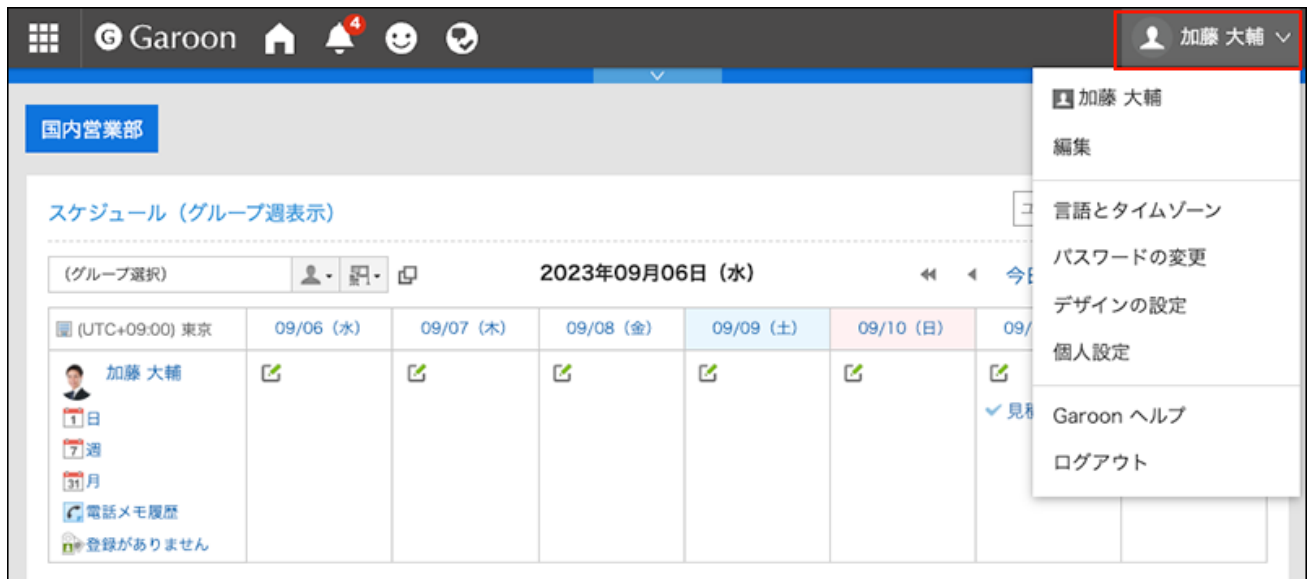 G Garoon 4 加藤 大輔
加藤 大輔
編集
言語とタイムゾーン
パスワードの変更
デザインの設定
個人設定
Garoon ヘルプ
ログアウト
国内営業部
スケジュール（グループ週表示）
（グループ選択） 2023年09月06日（水）
(UTC+09:00) 東京 09/06（水） 09/07（木） 09/08（金） 09/09（土） 09/10（日） 09/
加藤 大輔
1 日
7 週
31 月
電話メモ履歴
登録がありません